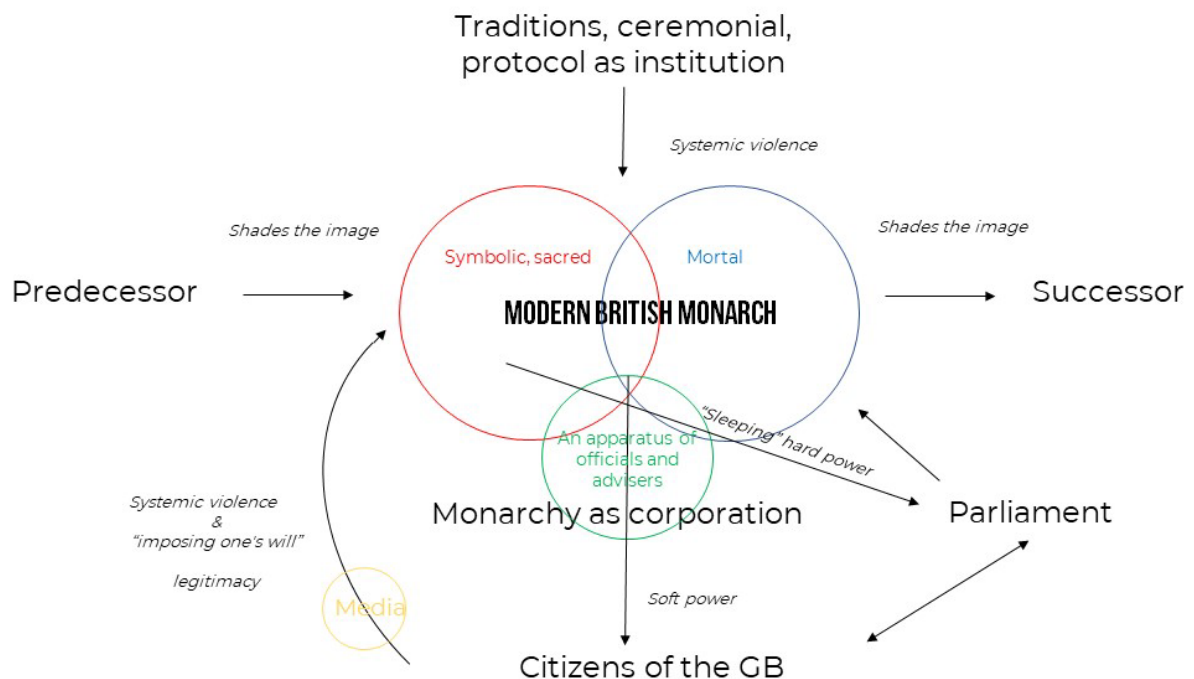 Traditions, ceremonial,
protocol as institution
Systemic violence
Shades the image
Shades the image
Symbolic, sacred
Mortal
Predecessor
Successor
MODERN BRITISH MONARCH
"Sleeping" hard power
An apparatus of
officials and
advisers
Monarchy as corporation
Parliament
Systemic violence
&
"imposing one's will"
legitimacy
Media
Soft power
Citizens of the GB